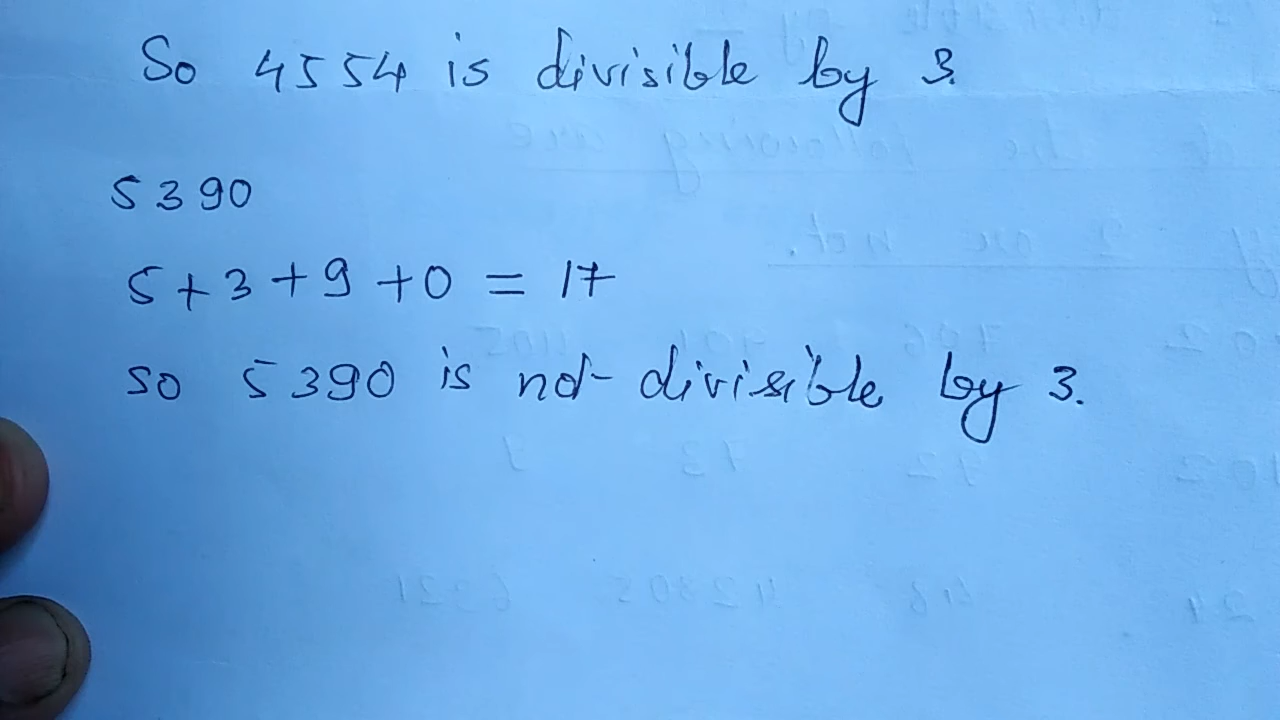 So 4554 is divisible by 3.
5390
5+3+9+0 = 17
so 5390 is not divisible by 3.